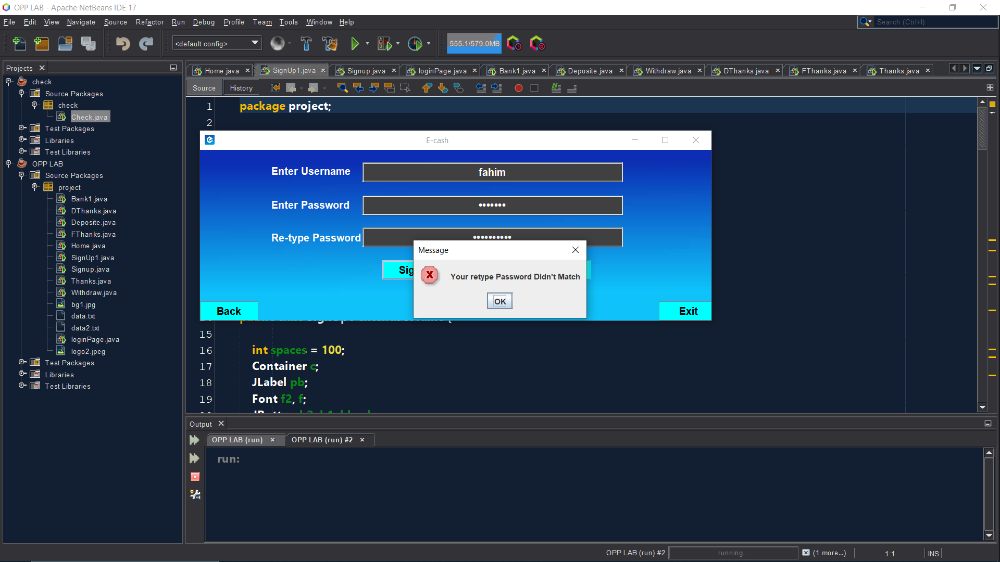 OPP LAB - Apache NetBeans IDE 17
File Edit View Navigate Source Refactor Run Debug Profile Team Tools Window Help
Search (Ctrl+I)
<default config>
555.1/579.0MB
Projects
check
Source Packages
check
Check.java
Test Packages
Libraries
Test Libraries
OPP LAB
Source Packages
project
Bank1.java
DThanks.java
Deposite.java
FThanks.java
Home.java
SignUp1.java
Signup.java
Thanks.java
Withdraw.java
bg1.jpg
data.txt
data2.txt
loginPage.java
logo2.jpeg
Test Packages
Libraries
Test Libraries
Home.java SignUp1.java Signup.java loginPage.java Bank1.java Deposite.java Withdraw.java DThanks.java FThanks.java Thanks.java
Source History
1 package project;
2
E-cash
Enter Username fahim
Enter Password •••••••
Re-type Password ••••••••••
Sig
Message
Your retype Password Didn't Match
OK
Back
Exit
15
16 int spaces = 100;
17 Container c;
18 JLabel pb;
19 Font f2, f;
Output
OPP LAB (run) OPP LAB (run) #2
run:
OPP LAB (run) #2 running... (1 more...) 1:1 INS